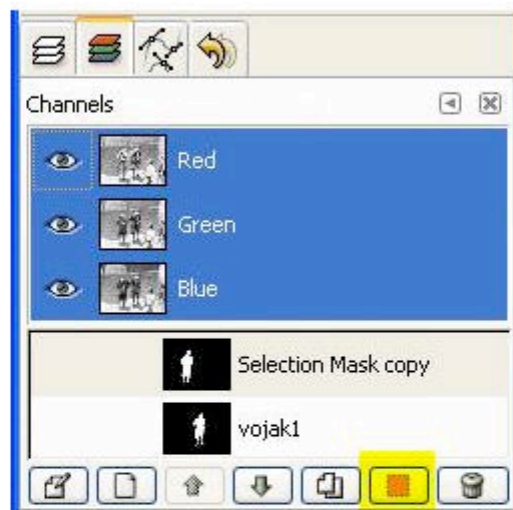 Channels
Red
Green
Blue
Selection Mask copy
vojak1